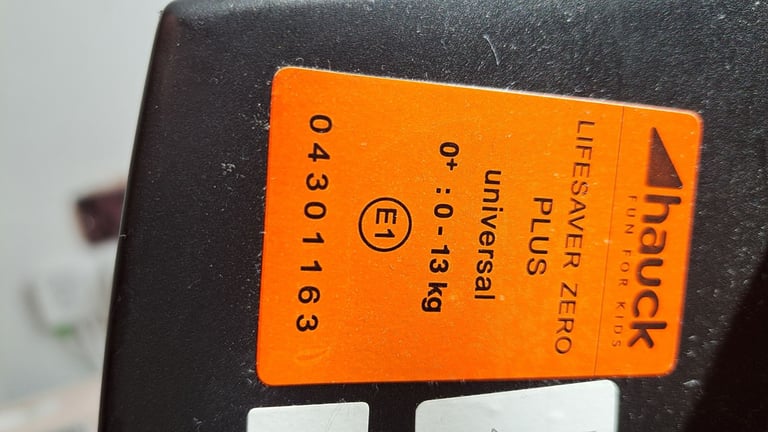 hauck
FUN FOR KIDS
LIFESAVER ZERO
PLUS
universal
0+ : 0 - 13 kg
E1
04301163